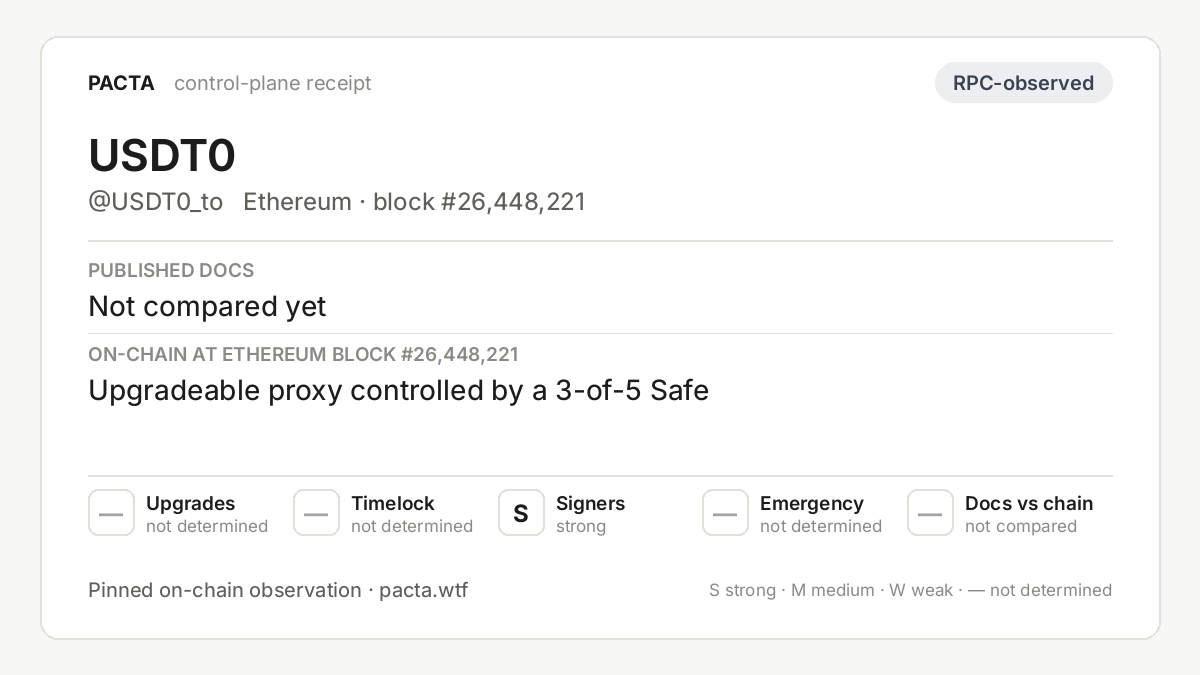 PACTA control-plane receipt RPC-observed
USDT0
@USDT0_to Ethereum · block #26,448,221
PUBLISHED DOCS
Not compared yet
ON-CHAIN AT ETHEREUM BLOCK #26,448,221
Upgradeable proxy controlled by a 3-of-5 Safe
— Upgrades not determined
— Timelock not determined
S Signers strong
— Emergency not determined
— Docs vs chain not compared
Pinned on-chain observation · pacta.wtf
S strong · M medium · W weak · — not determined